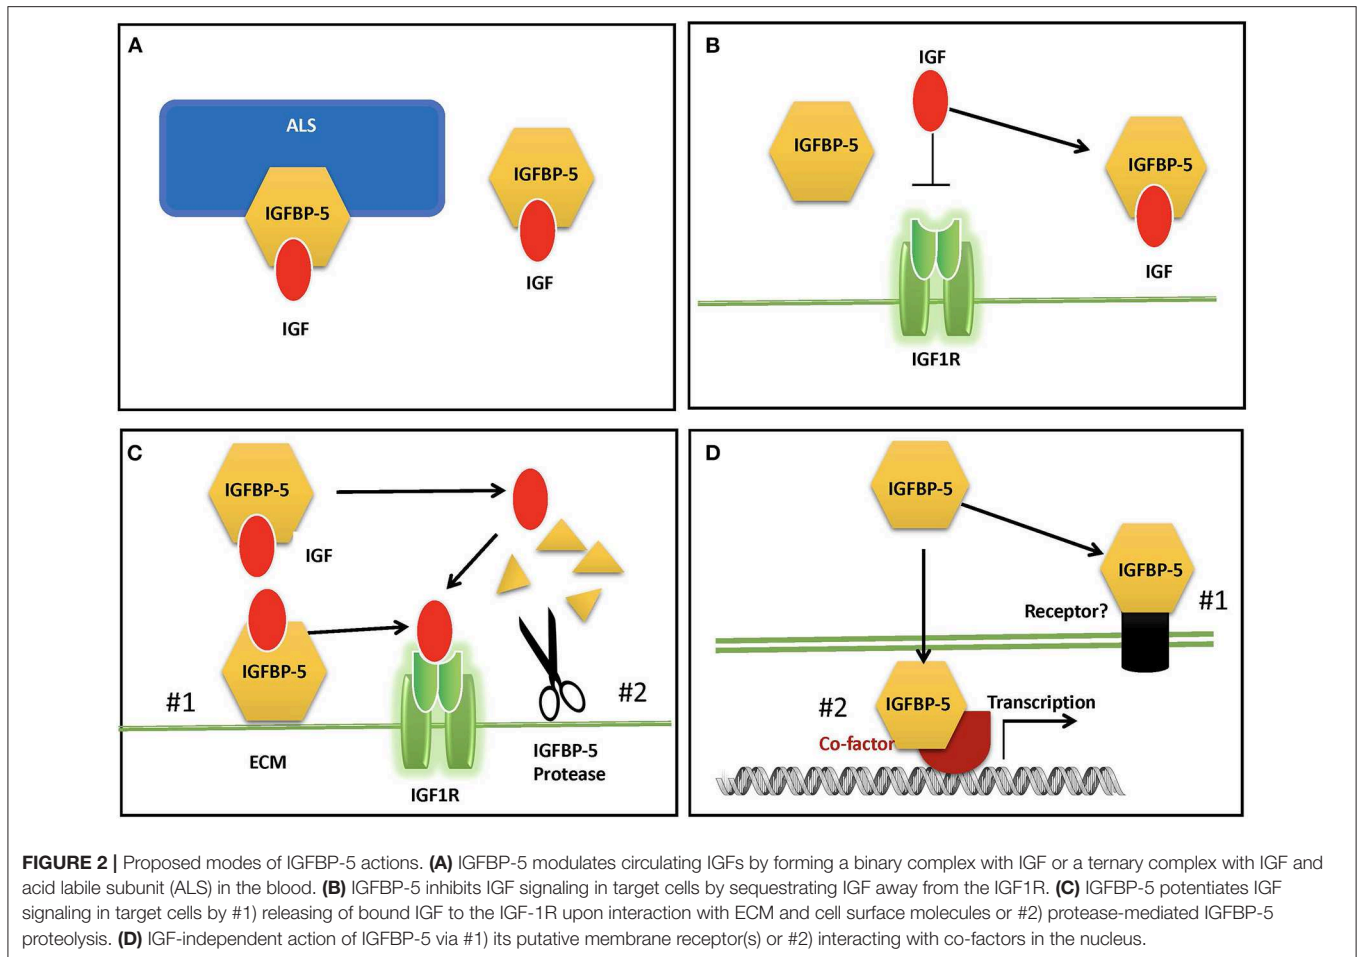 A
ALS
IGFBP-5
IGF
IGFBP-5
IGF
B
IGF
IGFBP-5
IGFBP-5
IGF
IGF1R
C
IGFBP-5
IGF
IGFBP-5
#1
ECM
IGF1R
#2
IGFBP-5
Protease
D
IGFBP-5
IGFBP-5
#1
Receptor?
#2
IGFBP-5
Transcription
Co-factor
FIGURE 2 | Proposed modes of IGFBP-5 actions. (A) IGFBP-5 modulates circulating IGFs by forming a binary complex with IGF or a ternary complex with IGF and
acid labile subunit (ALS) in the blood. (B) IGFBP-5 inhibits IGF signaling in target cells by sequestrating IGF away from the IGF1R. (C) IGFBP-5 potentiates IGF
signaling in target cells by #1) releasing of bound IGF to the IGF-1R upon interaction with ECM and cell surface molecules or #2) protease-mediated IGFBP-5
proteolysis. (D) IGF-independent action of IGFBP-5 via #1) its putative membrane receptor(s) or #2) interacting with co-factors in the nucleus.